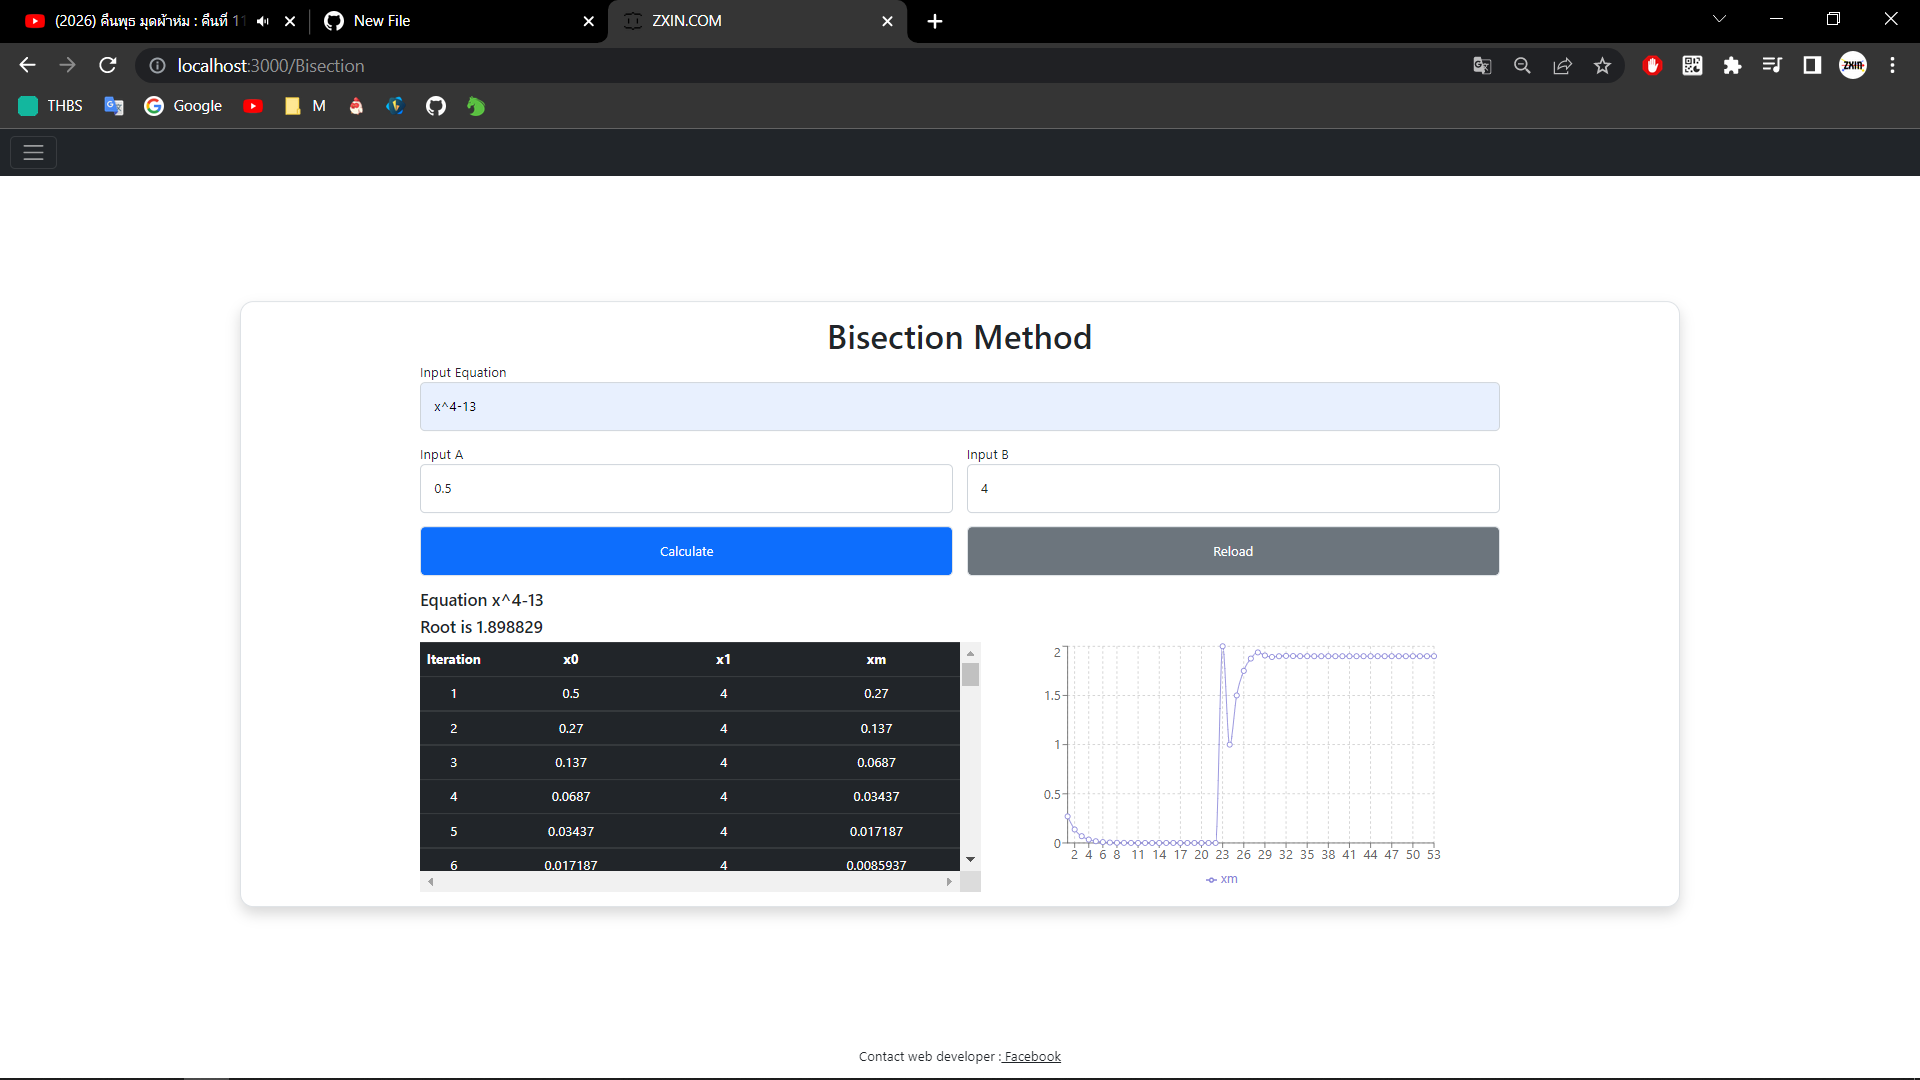 (2026) คืนพุธ มุดผ้าห่ม : คืนที่ 11
New File
ZXIN.COM
localhost:3000/Bisection
ZXIN
THBS
Google
M
Bisection Method
Input Equation
x^4-13
Input A
Input B
0.5
4
Calculate
Reload
Equation x^4-13
Root is 1.898829
Iteration x0 x1 xm
1 0.5 4 0.27
2 0.27 4 0.137
3 0.137 4 0.0687
4 0.0687 4 0.03437
5 0.03437 4 0.017187
6 0.017187 4 0.0085937
2
1.5
1
0.5
0
2 4 6 8 11 14 17 20 23 26 29 32 35 38 41 44 47 50 53
xm
Contact web developer : Facebook